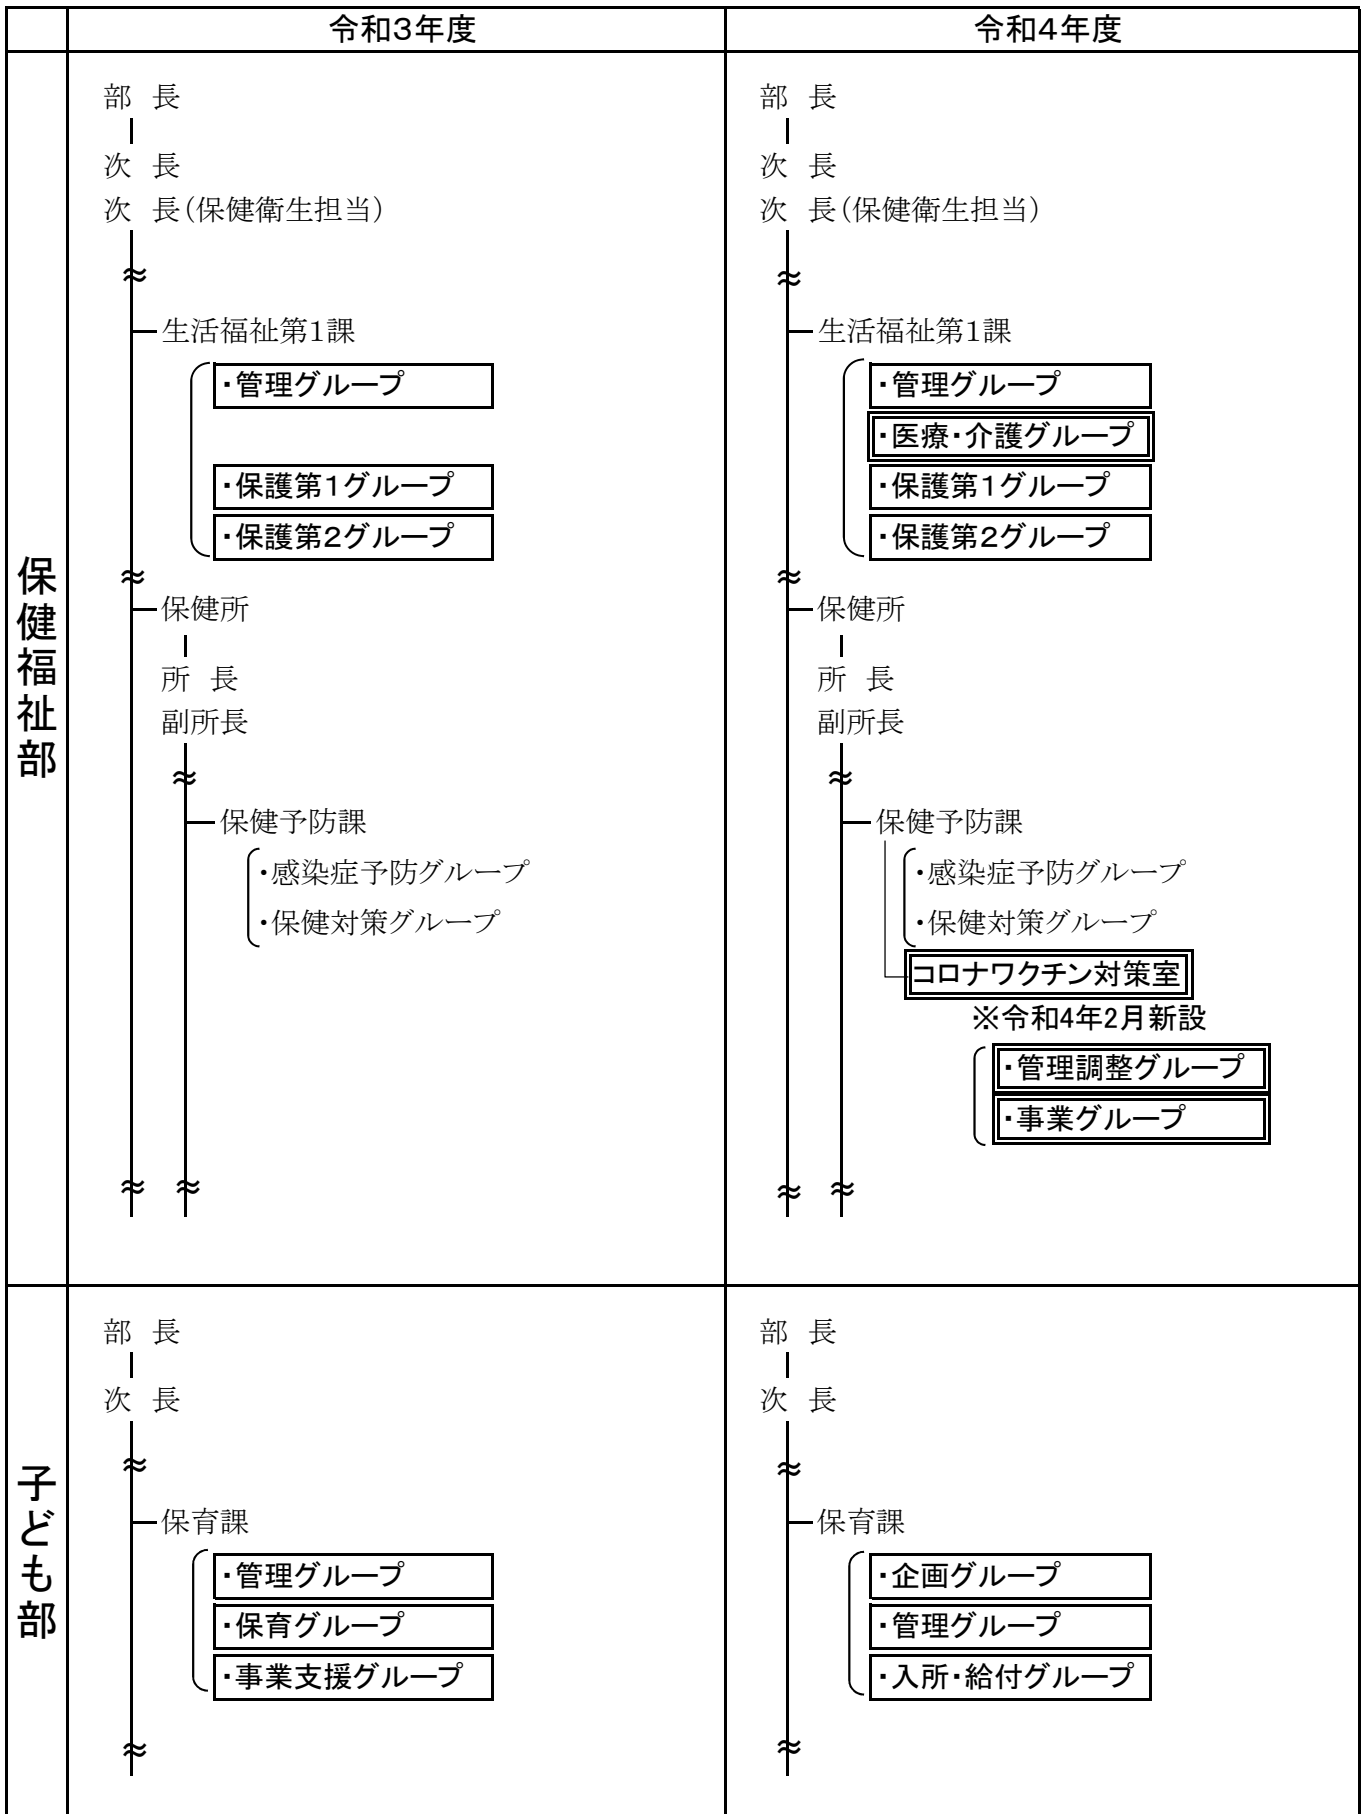 令和3年度
令和4年度
保健福祉部
部 長
次 長
次 長(保健衛生担当)
生活福祉第1課
・管理グループ
・保護第1グループ
・保護第2グループ
保健所
所 長
副所長
保健予防課
・感染症予防グループ
・保健対策グループ
部 長
次 長
次 長(保健衛生担当)
生活福祉第1課
・管理グループ
・医療・介護グループ
・保護第1グループ
・保護第2グループ
保健所
所 長
副所長
保健予防課
・感染症予防グループ
・保健対策グループ
コロナワクチン対策室
※令和4年2月新設
・管理調整グループ
・事業グループ
子ども部
部 長
次 長
保育課
・管理グループ
・保育グループ
・事業支援グループ
部 長
次 長
保育課
・企画グループ
・管理グループ
・入所・給付グループ